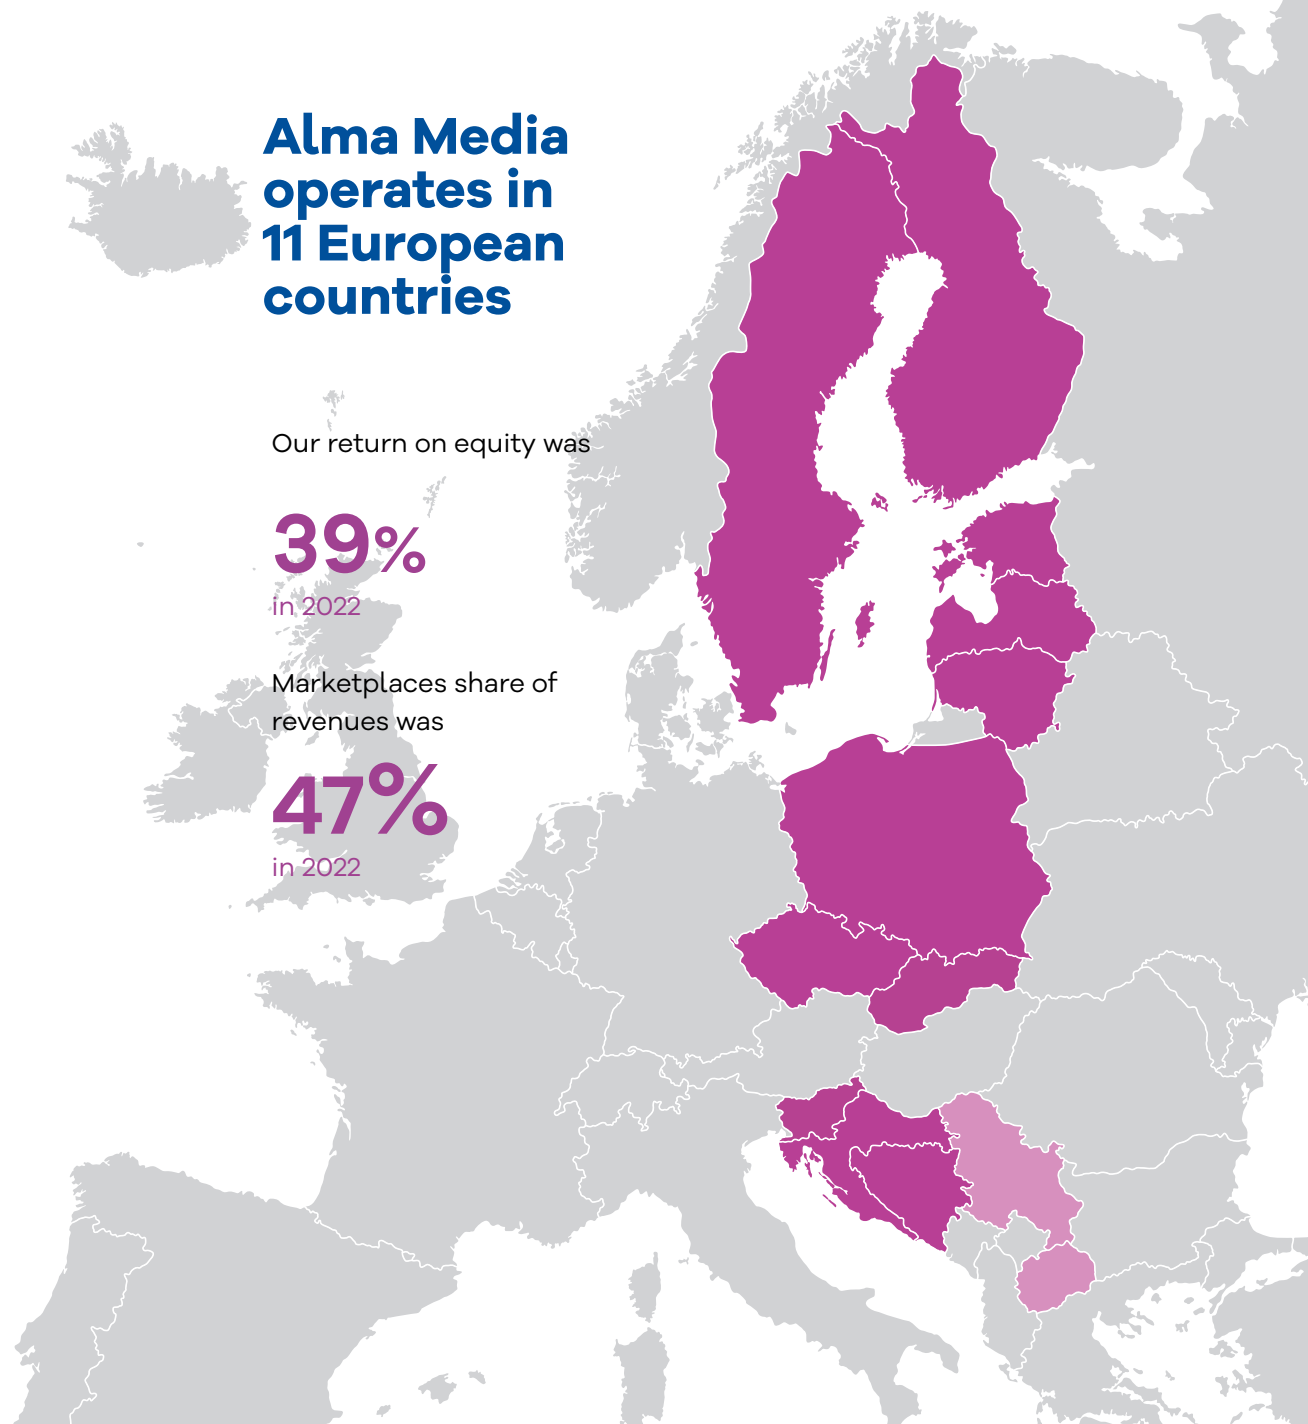 Alma Media
operates in
11 European
countries
Our return on equity was
39%
in 2022
Marketplaces share of
revenues was
47%
in 2022